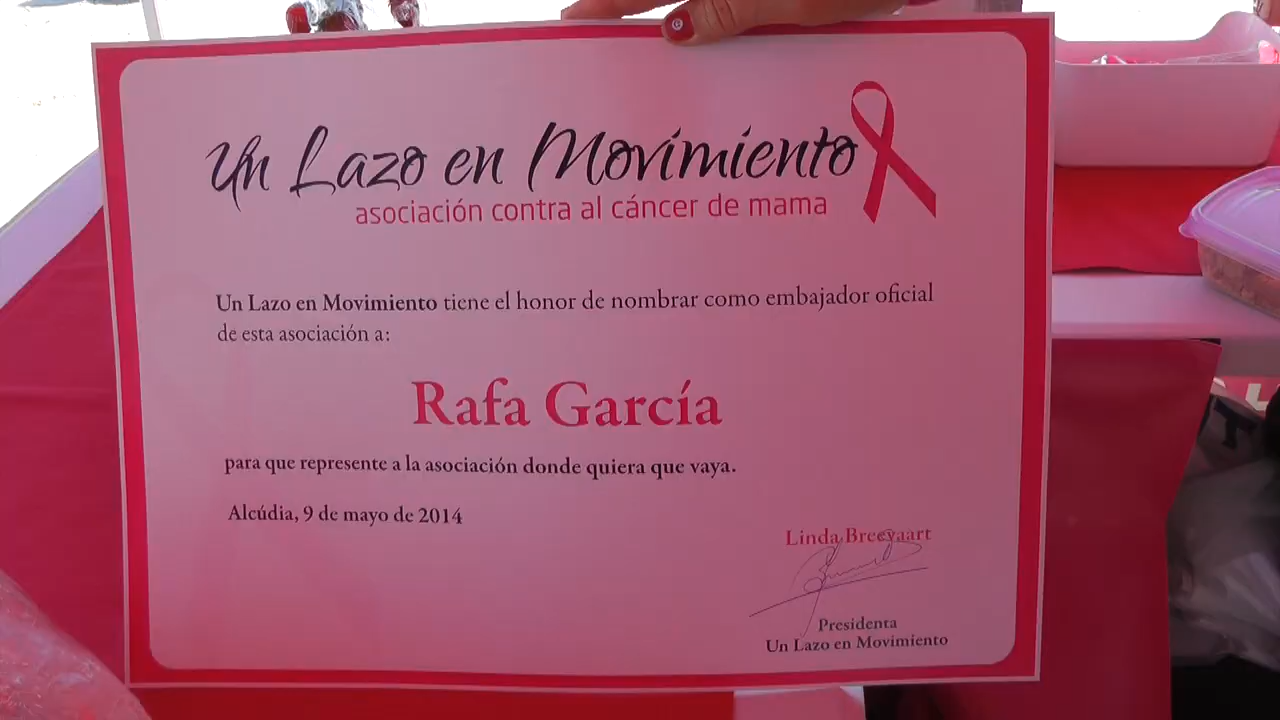 Un Lazo en Movimiento
asociación contra al cáncer de mama
Un Lazo en Movimiento tiene el honor de nombrar como embajador oficial
de esta asociación a:
Rafa García
para que represente a la asociación donde quiera que vaya.
Alcúdia, 9 de mayo de 2014
Linda Breeyaart
Presidenta
Un Lazo en Movimiento